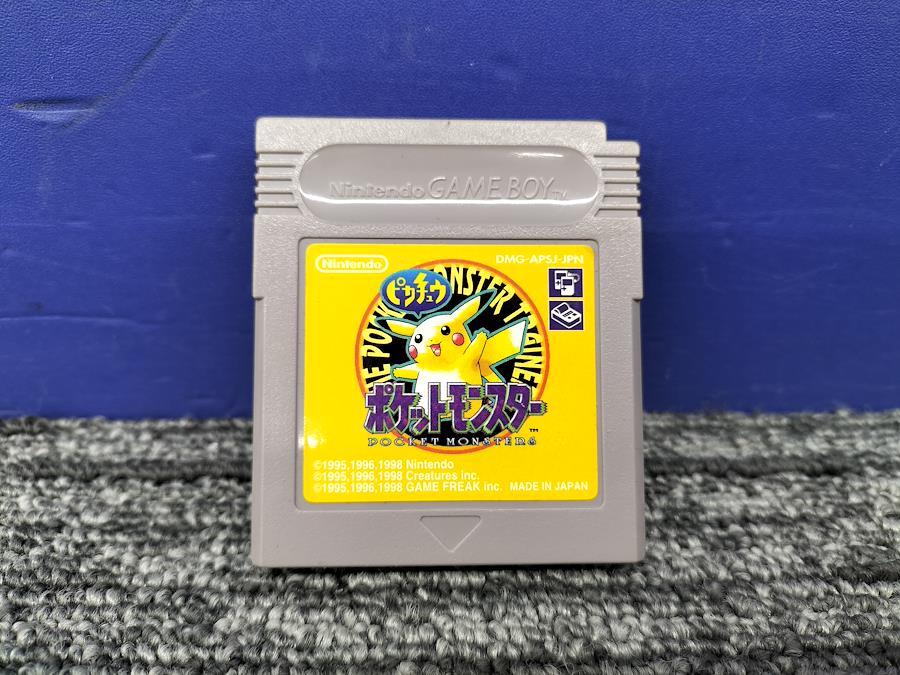 Nintendo GAME BOY TM
Nintendo
DMG-APSJ-JPN
ピカチュウ
THE POCKET MONSTER TRAINER
ポケットモンスター TM
POCKET MONSTERS
©1995,1996,1998 Nintendo
©1995,1996,1998 Creatures inc.
©1995,1996,1998 GAME FREAK inc. MADE IN JAPAN